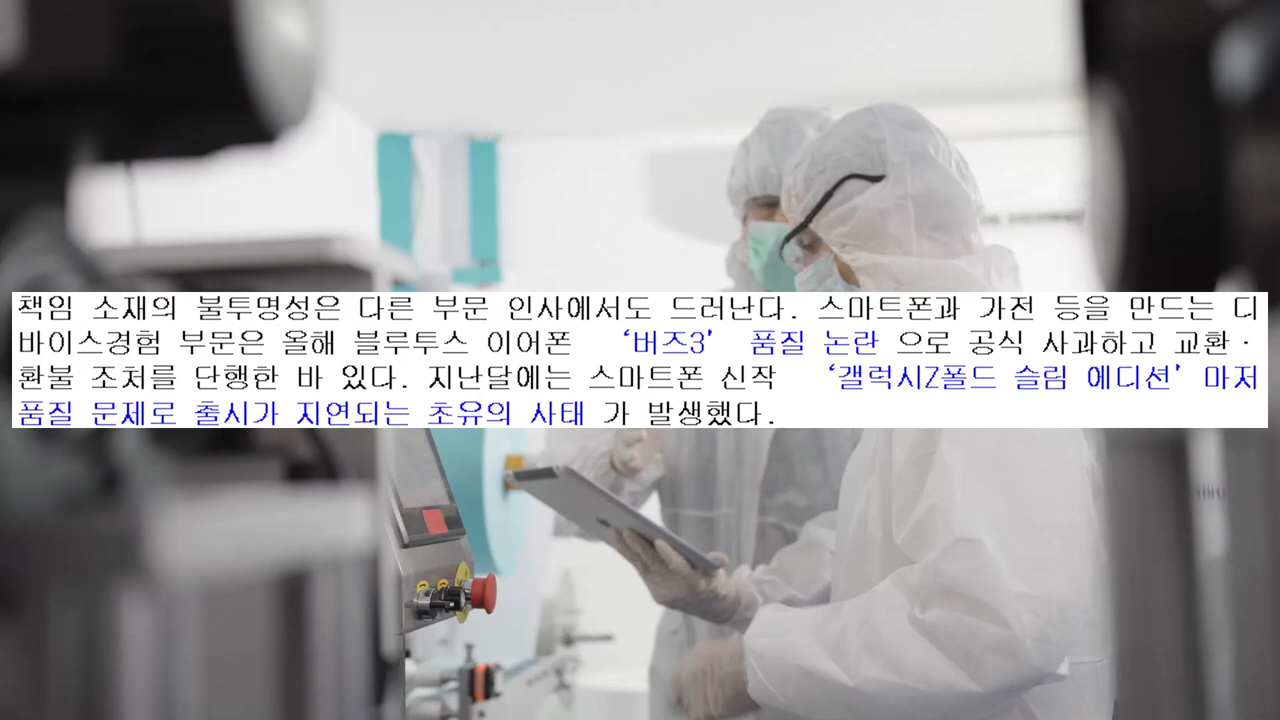 책임 소재의 불투명성은 다른 부문 인사에서도 드러난다. 스마트폰과 가전 등을 만드는 디
바이스경험 부문은 올해 블루투스 이어폰 ‘버즈3’ 품질 논란 으로 공식 사과하고 교환·
환불 조처를 단행한 바 있다. 지난달에는 스마트폰 신작 ‘갤럭시Z폴드 슬림 에디션’ 마저
품질 문제로 출시가 지연되는 초유의 사태 가 발생했다.